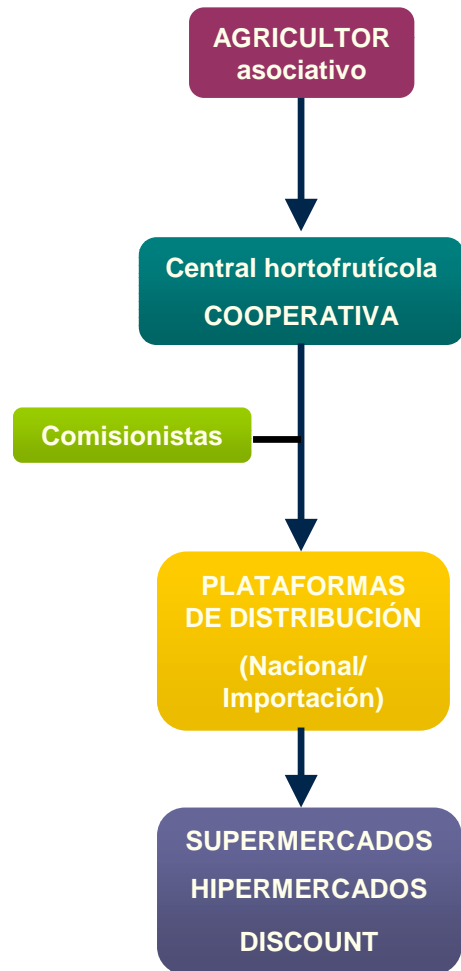 AGRICULTOR
asociativo
Central hortofrutícola
COOPERATIVA
Comisionistas
PLATAFORMAS
DE DISTRIBUCIÓN
(Nacional/
Importación)
SUPERMERCADOS
HIPERMERCADOS
DISCOUNT